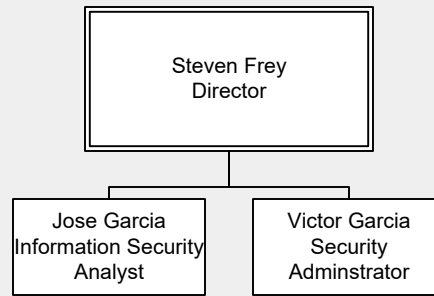 Steven Frey
Director
Jose Garcia
Information Security
Analyst
Victor Garcia
Security
Adminstrator